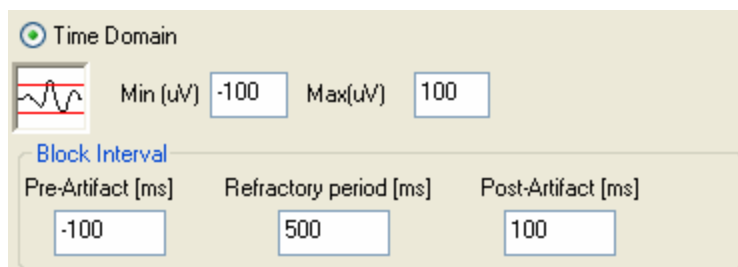 Time Domain
Min (uV) -100 Max(uV) 100
Block Interval
Pre-Artifact [ms] Refractory period [ms] Post-Artifact [ms]
-100 500 100